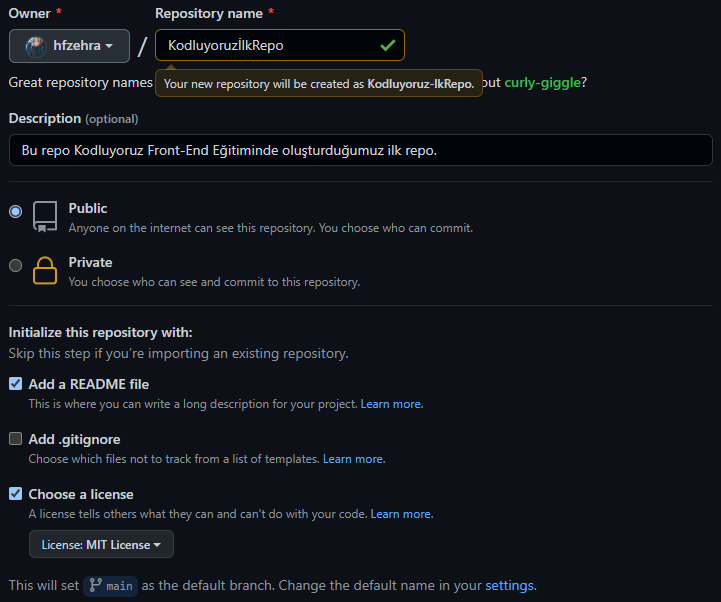 Owner * Repository name *
hfzehra / KodluyoruzİlkRepo
Great repository names out curly-giggle?
Your new repository will be created as Kodluyoruz-lkRepo.
Description (optional)
Bu repo Kodluyoruz Front-End Eğitiminde oluşturduğumuz ilk repo.
Public
Anyone on the internet can see this repository. You choose who can commit.
Private
You choose who can see and commit to this repository.
Initialize this repository with:
Skip this step if you're importing an existing repository.
Add a README file
This is where you can write a long description for your project. Learn more.
Add .gitignore
Choose which files not to track from a list of templates. Learn more.
Choose a license
A license tells others what they can and can't do with your code. Learn more.
License: MIT License
This will set main as the default branch. Change the default name in your settings.